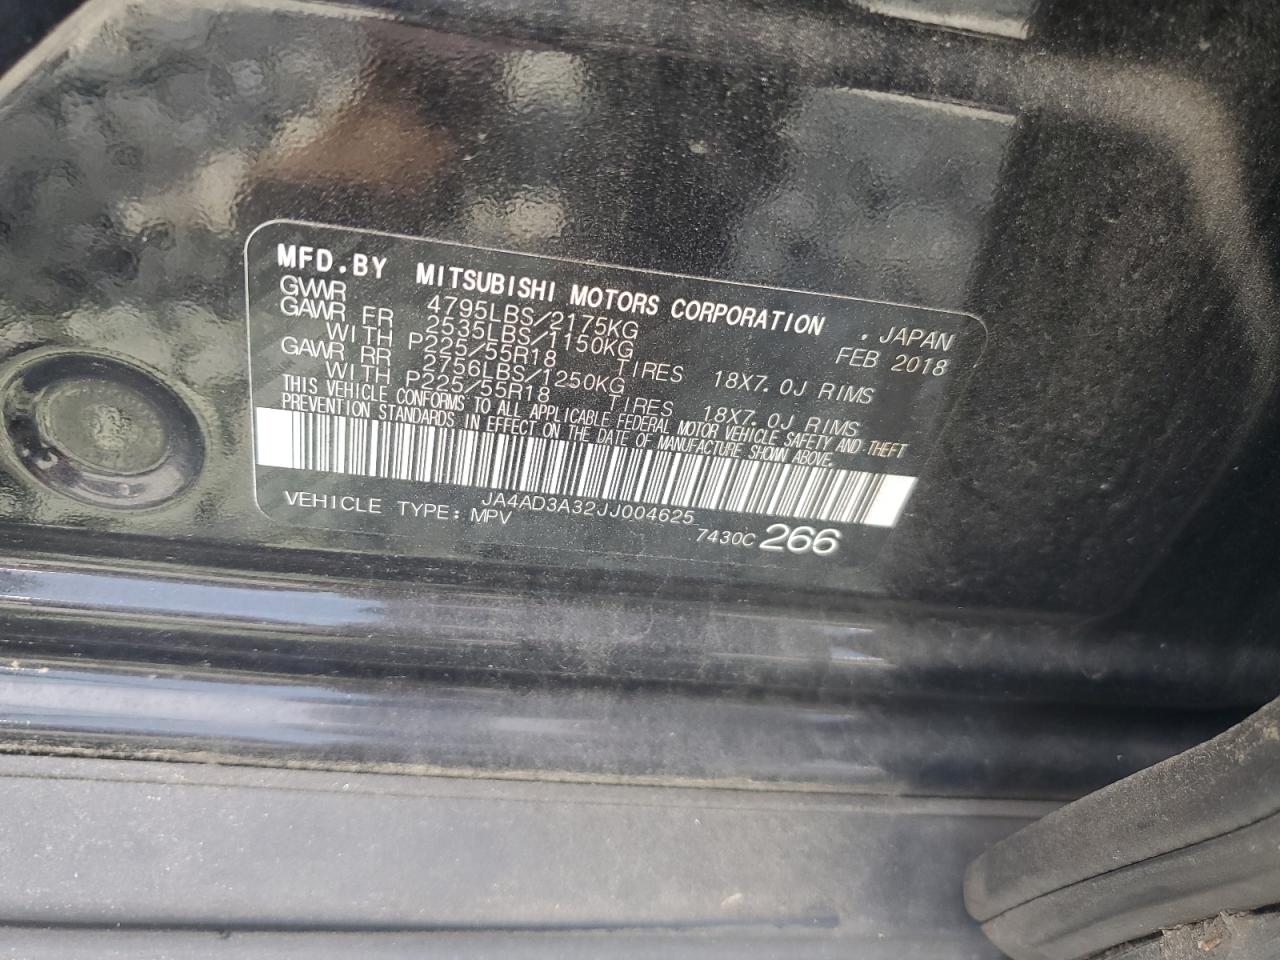 MFD.BY MITSUBISHI MOTORS CORPORATION , JAPAN
GVWR 4795LBS/2175KG FEB 2018
GAWR FR 2535LBS/1150KG
WITH P225/55R18 TIRES 18X7.0J RIMS
GAWR RR 2756LBS/1250KG
WITH P225/55R18 TIRES 18X7.0J RIMS
THIS VEHICLE CONFORMS TO ALL APPLICABLE FEDERAL MOTOR VEHICLE SAFETY AND THEFT
PREVENTION STANDARDS IN EFFECT ON THE DATE OF MANUFACTURE SHOWN ABOVE.
JA4AD3A32JJ004625
VEHICLE TYPE: MPV 7430C 266